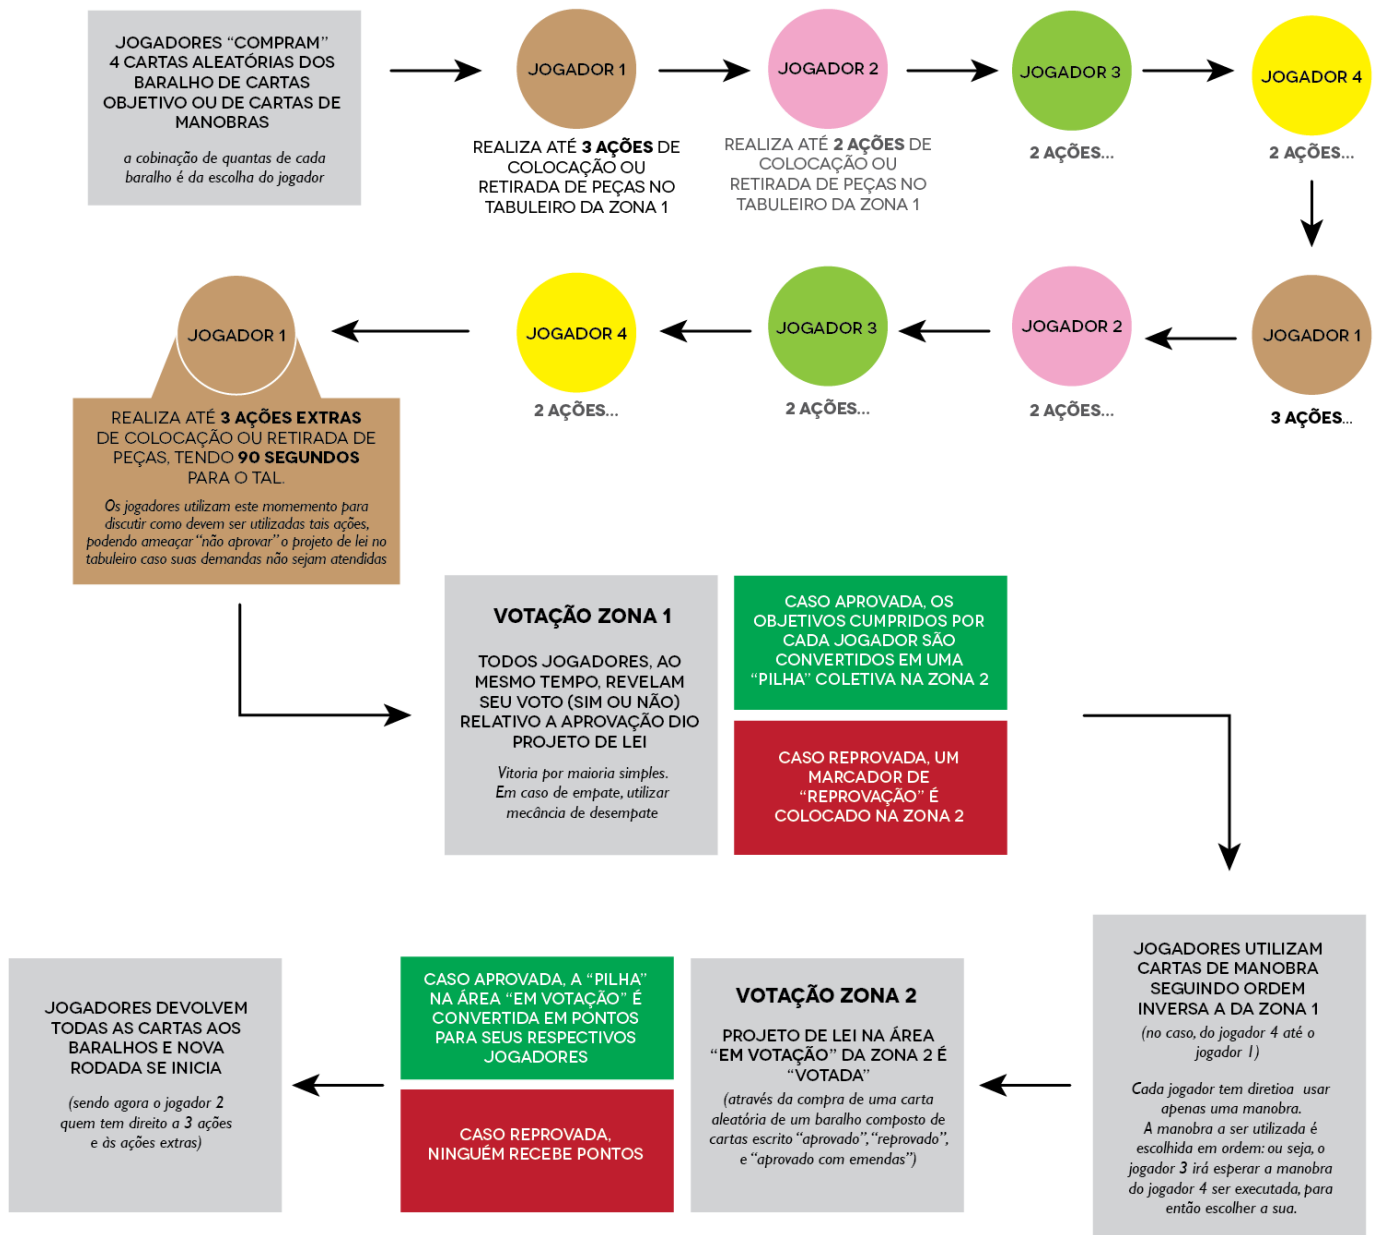 JOGADORES “COMPRAM”
4 CARTAS ALEATÓRIAS DOS
BARALHO DE CARTAS
OBJETIVO OU DE CARTAS DE
MANOBRAS
a cobinação de quantas de cada
baralho é da escolha do jogador
JOGADOR 1
REALIZA ATÉ 3 AÇÕES DE
COLOCAÇÃO OU
RETIRADA DE PEÇAS NO
TABULEIRO DA ZONA 1
JOGADOR 2
REALIZA ATÉ 2 AÇÕES DE
COLOCAÇÃO OU
RETIRADA DE PEÇAS NO
TABULEIRO DA ZONA 1
JOGADOR 3
2 AÇÕES...
JOGADOR 4
2 AÇÕES...
JOGADOR 1
3 AÇÕES...
JOGADOR 2
2 AÇÕES...
JOGADOR 3
2 AÇÕES...
JOGADOR 4
2 AÇÕES...
JOGADOR 1
REALIZA ATÉ 3 AÇÕES EXTRAS
DE COLOCAÇÃO OU RETIRADA DE
PEÇAS, TENDO 90 SEGUNDOS
PARA O TAL.
Os jogadores utilizam este momemento para
discutir como devem ser utilizadas tais ações,
podendo ameaçar “não aprovar” o projeto de lei no
tabuleiro caso suas demandas não sejam atendidas
VOTAÇÃO ZONA 1
TODOS JOGADORES, AO
MESMO TEMPO, REVELAM
SEU VOTO (SIM OU NÃO)
RELATIVO A APROVAÇÃO DIO
PROJETO DE LEI
Vitoria por maioria simples.
Em caso de empate, utilizar
mecância de desempate
CASO APROVADA, OS
OBJETIVOS CUMPRIDOS POR
CADA JOGADOR SÃO
CONVERTIDOS EM UMA
“PILHA” COLETIVA NA ZONA 2
CASO REPROVADA, UM
MARCADOR DE
“REPROVAÇÃO” É
COLOCADO NA ZONA 2
JOGADORES UTILIZAM
CARTAS DE MANOBRA
SEGUINDO ORDEM
INVERSA A DA ZONA 1
(no caso, do jogador 4 até o
jogador 1)
Cada jogador tem diretioa usar
apenas uma manobra.
A manobra a ser utilizada é
escolhida em ordem: ou seja, o
jogador 3 irá esperar a manobra
do jogador 4 ser executada, para
então escolher a sua.
VOTAÇÃO ZONA 2
PROJETO DE LEI NA ÁREA
“EM VOTAÇÃO” DA ZONA 2 É
“VOTADA”
(através da compra de uma carta
aleatória de um baralho composto de
cartas escrito “aprovado”, “reprovado”,
e “aprovado com emendas”)
CASO APROVADA, A “PILHA”
NA ÁREA “EM VOTAÇÃO” É
CONVERTIDA EM PONTOS
PARA SEUS RESPECTIVOS
JOGADORES
CASO REPROVADA,
NINGUÉM RECEBE PONTOS
JOGADORES DEVOLVEM
TODAS AS CARTAS AOS
BARALHOS E NOVA
RODADA SE INICIA
(sendo agora o jogador 2
quem tem direito a 3 ações
e às ações extras)